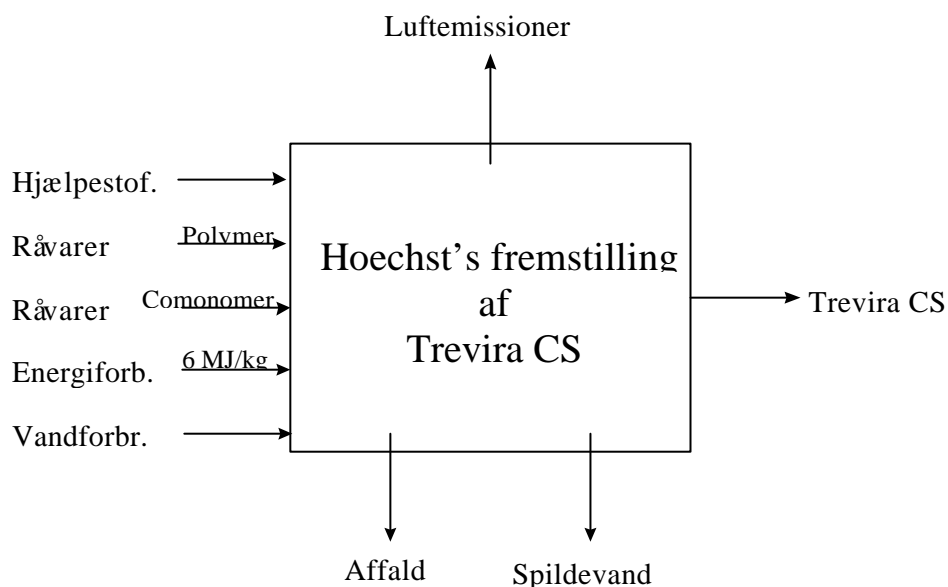 Luftemissioner
Hjælpestof.
Råvarer Polymer
Råvarer Comonomer
Energiforb. 6 MJ/kg
Vandforbr.
Hoechst's fremstilling
af
Trevira CS
Trevira CS
Affald
Spildevand